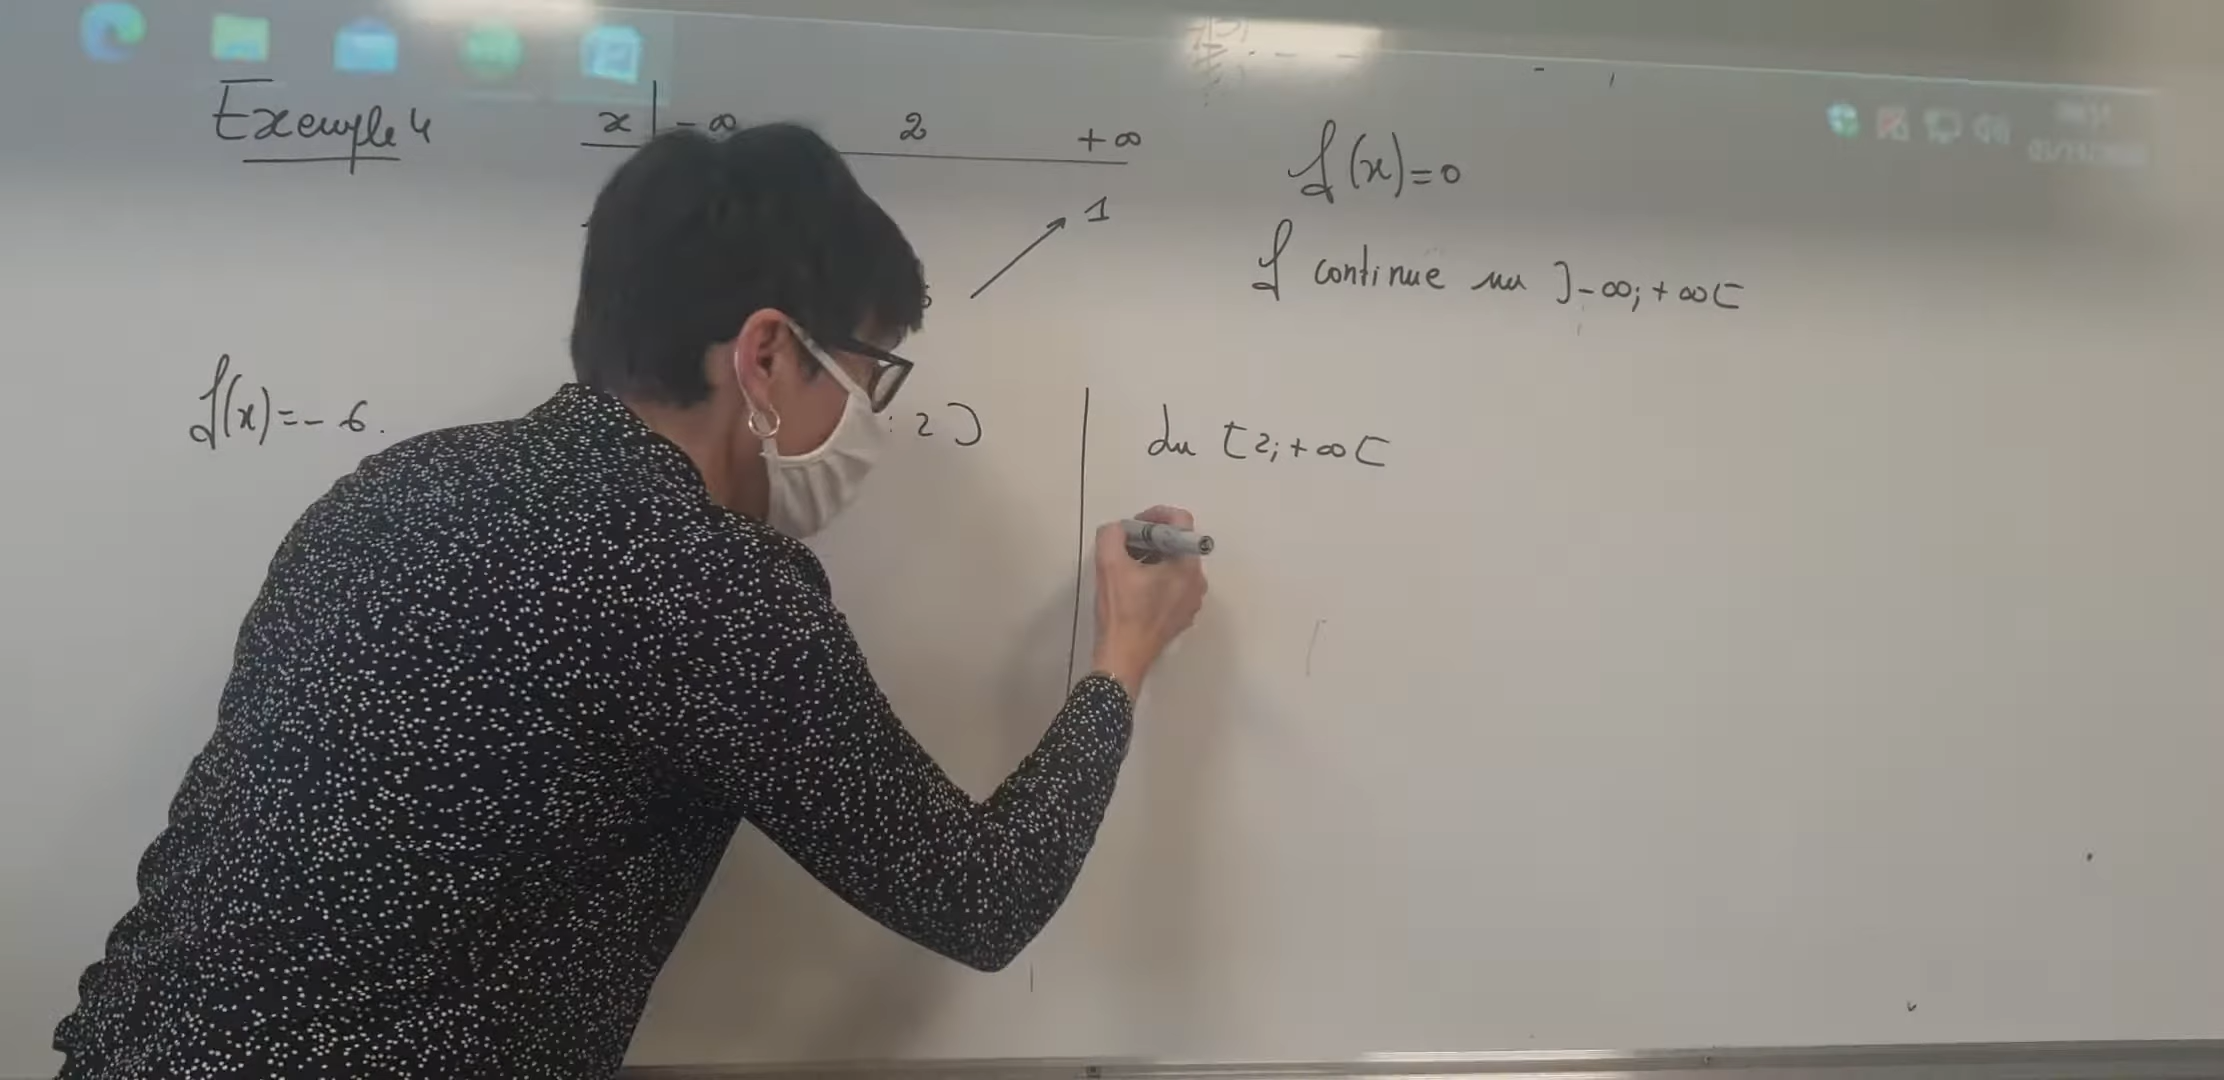 Exemple 4
x - ∞ 2 + ∞
1
f(x) = 0
f continue sur ]- ∞; + ∞[
f(x) = - 6.
; 2]
Sur [2; + ∞[